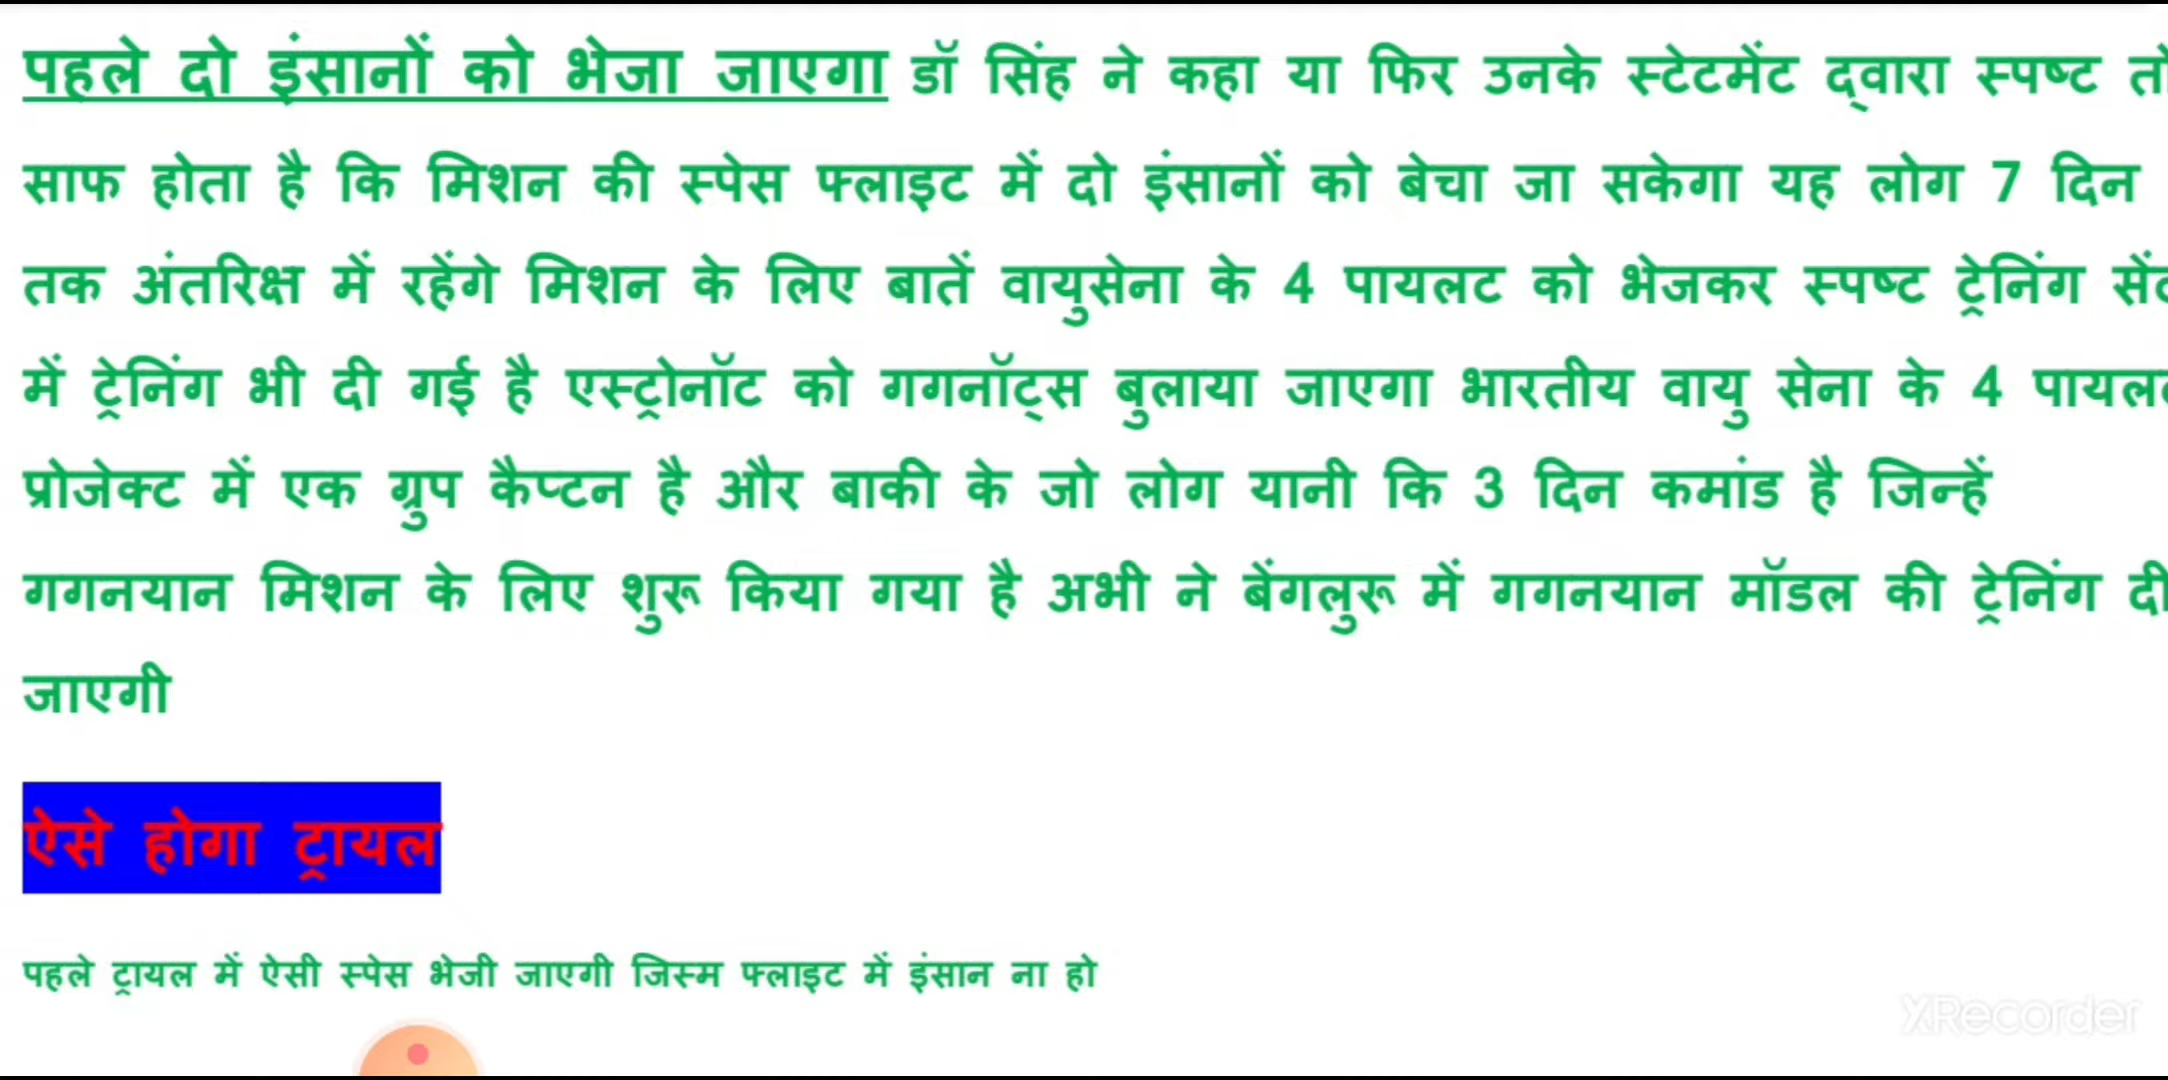 पहले दो इंसानों को भेजा जाएगा डॉ सिंह ने कहा या फिर उनके स्टेटमेंट द्वारा स्पष्ट तो
साफ होता है कि मिशन की स्पेस फ्लाइट में दो इंसानों को बेचा जा सकेगा यह लोग 7 दिन
तक अंतरिक्ष में रहेंगे मिशन के लिए बातें वायुसेना के 4 पायलट को भेजकर स्पष्ट ट्रेनिंग
में ट्रेनिंग भी दी गई है एस्ट्रोनॉट को गगनॉट्स बुलाया जाएगा भारतीय वायु सेना के 4
प्रोजेक्ट में एक ग्रुप कैप्टन है और बाकी के जो लोग यानी कि 3 दिन कमांड है जिन्हें
गगनयान मिशन के लिए शुरू किया गया है अभी ने बेंगलुरू में गगनयान मॉडल की ट्रेनिंग दी
जाएगी
ऐसे होगा ट्रायल
पहले ट्रायल में ऐसी स्पेस भेजी जाएगी जिस्म फ्लाइट में इंसान ना हो
XRecorder